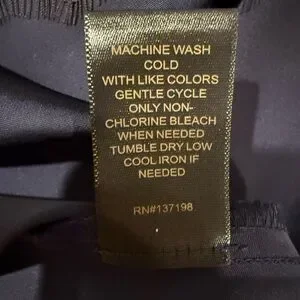 MACHINE WASH
COLD
WITH LIKE COLORS
GENTLE CYCLE
ONLY NON-
CHLORINE BLEACH
WHEN NEEDED
TUMBLE DRY LOW
COOL IRON IF
NEEDED
RN#137198